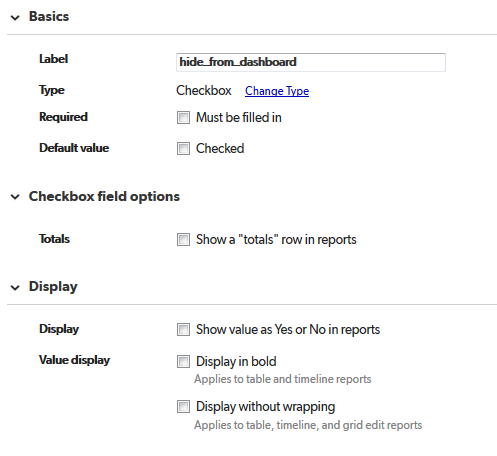 Basics
Label hide_from_dashboard
Type Checkbox Change Type
Required Must be filled in
Default value Checked
Checkbox field options
Totals Show a "totals" row in reports
Display
Display Show value as Yes or No in reports
Value display Display in bold
Applies to table and timeline reports
Display without wrapping
Applies to table, timeline, and grid edit reports